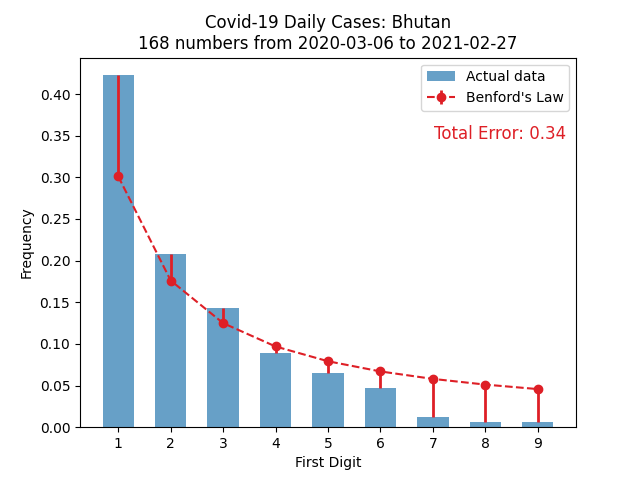 Covid-19 Daily Cases: Bhutan
168 numbers from 2020-03-06 to 2021-02-27
Actual data
Benford's Law
Total Error: 0.34
Frequency
0.40
0.35
0.30
0.25
0.20
0.15
0.10
0.05
0.00
1 2 3 4 5 6 7 8 9
First Digit